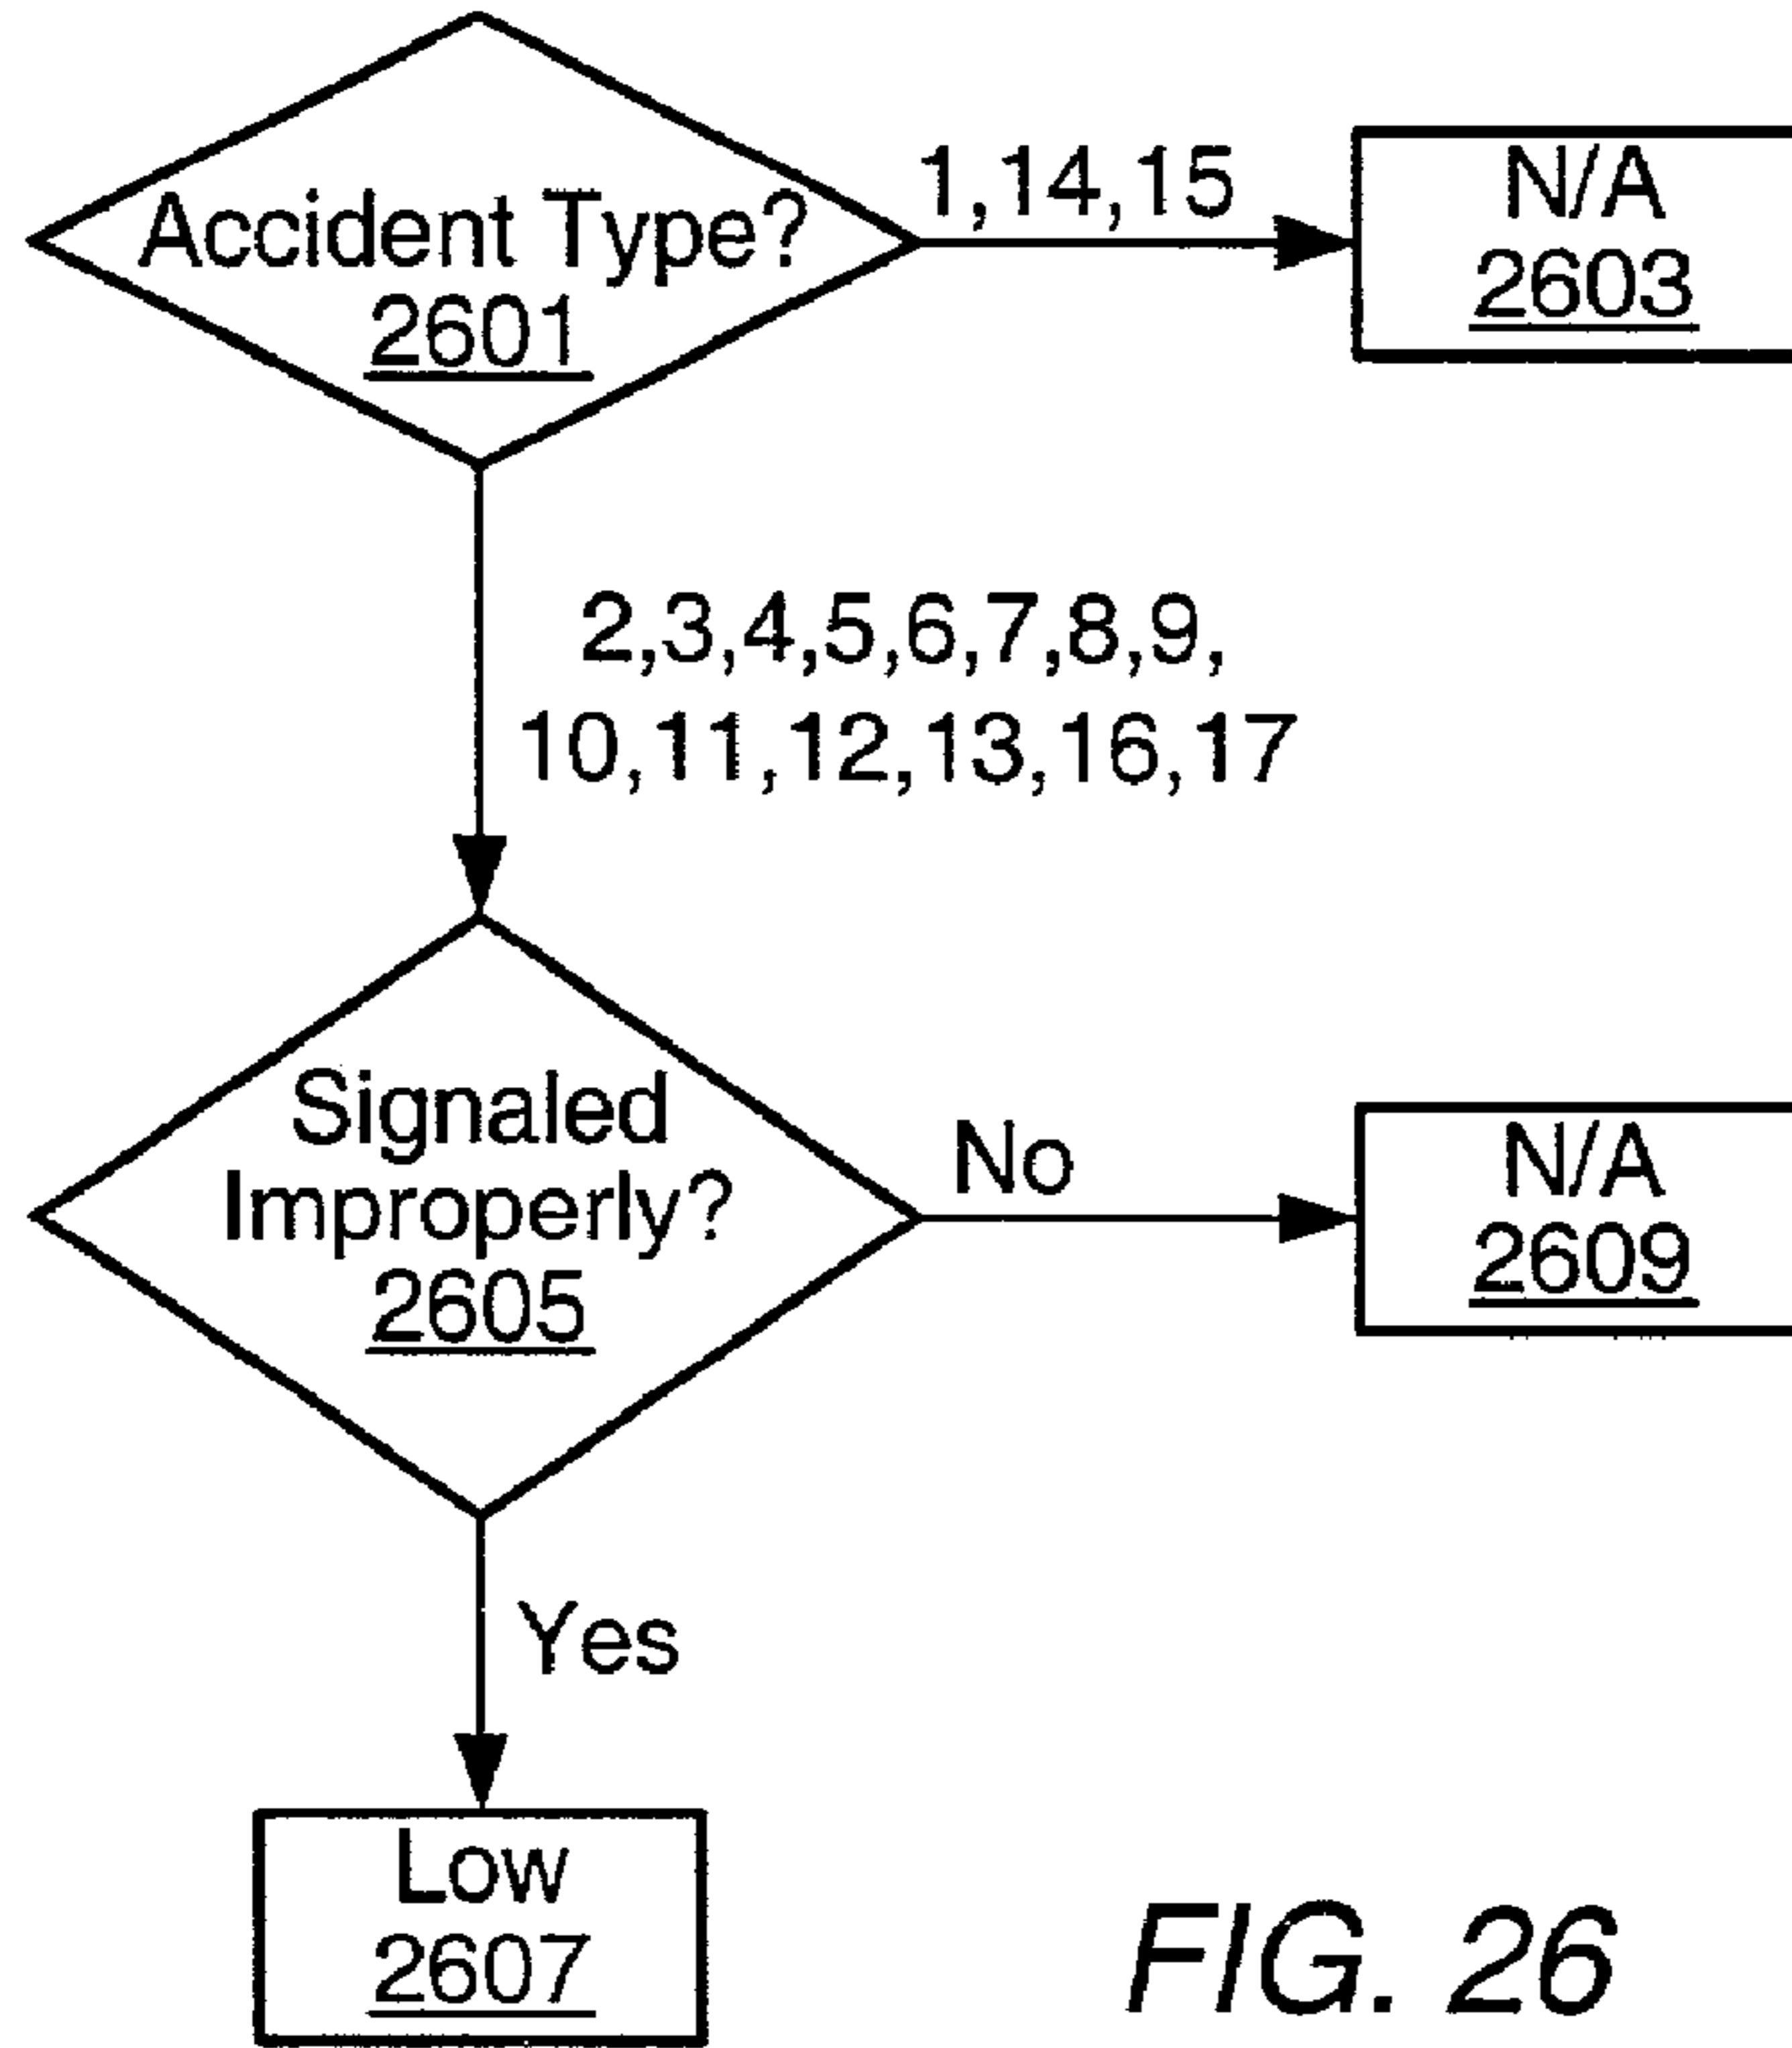 Accident Type?
2601
1,14,15
N/A
2603
2,3,4,5,6,7,8,9,
10,11,12,13,16,17
Signaled
Improperly?
2605
No
N/A
2609
Yes
Low
2607
FIG. 26